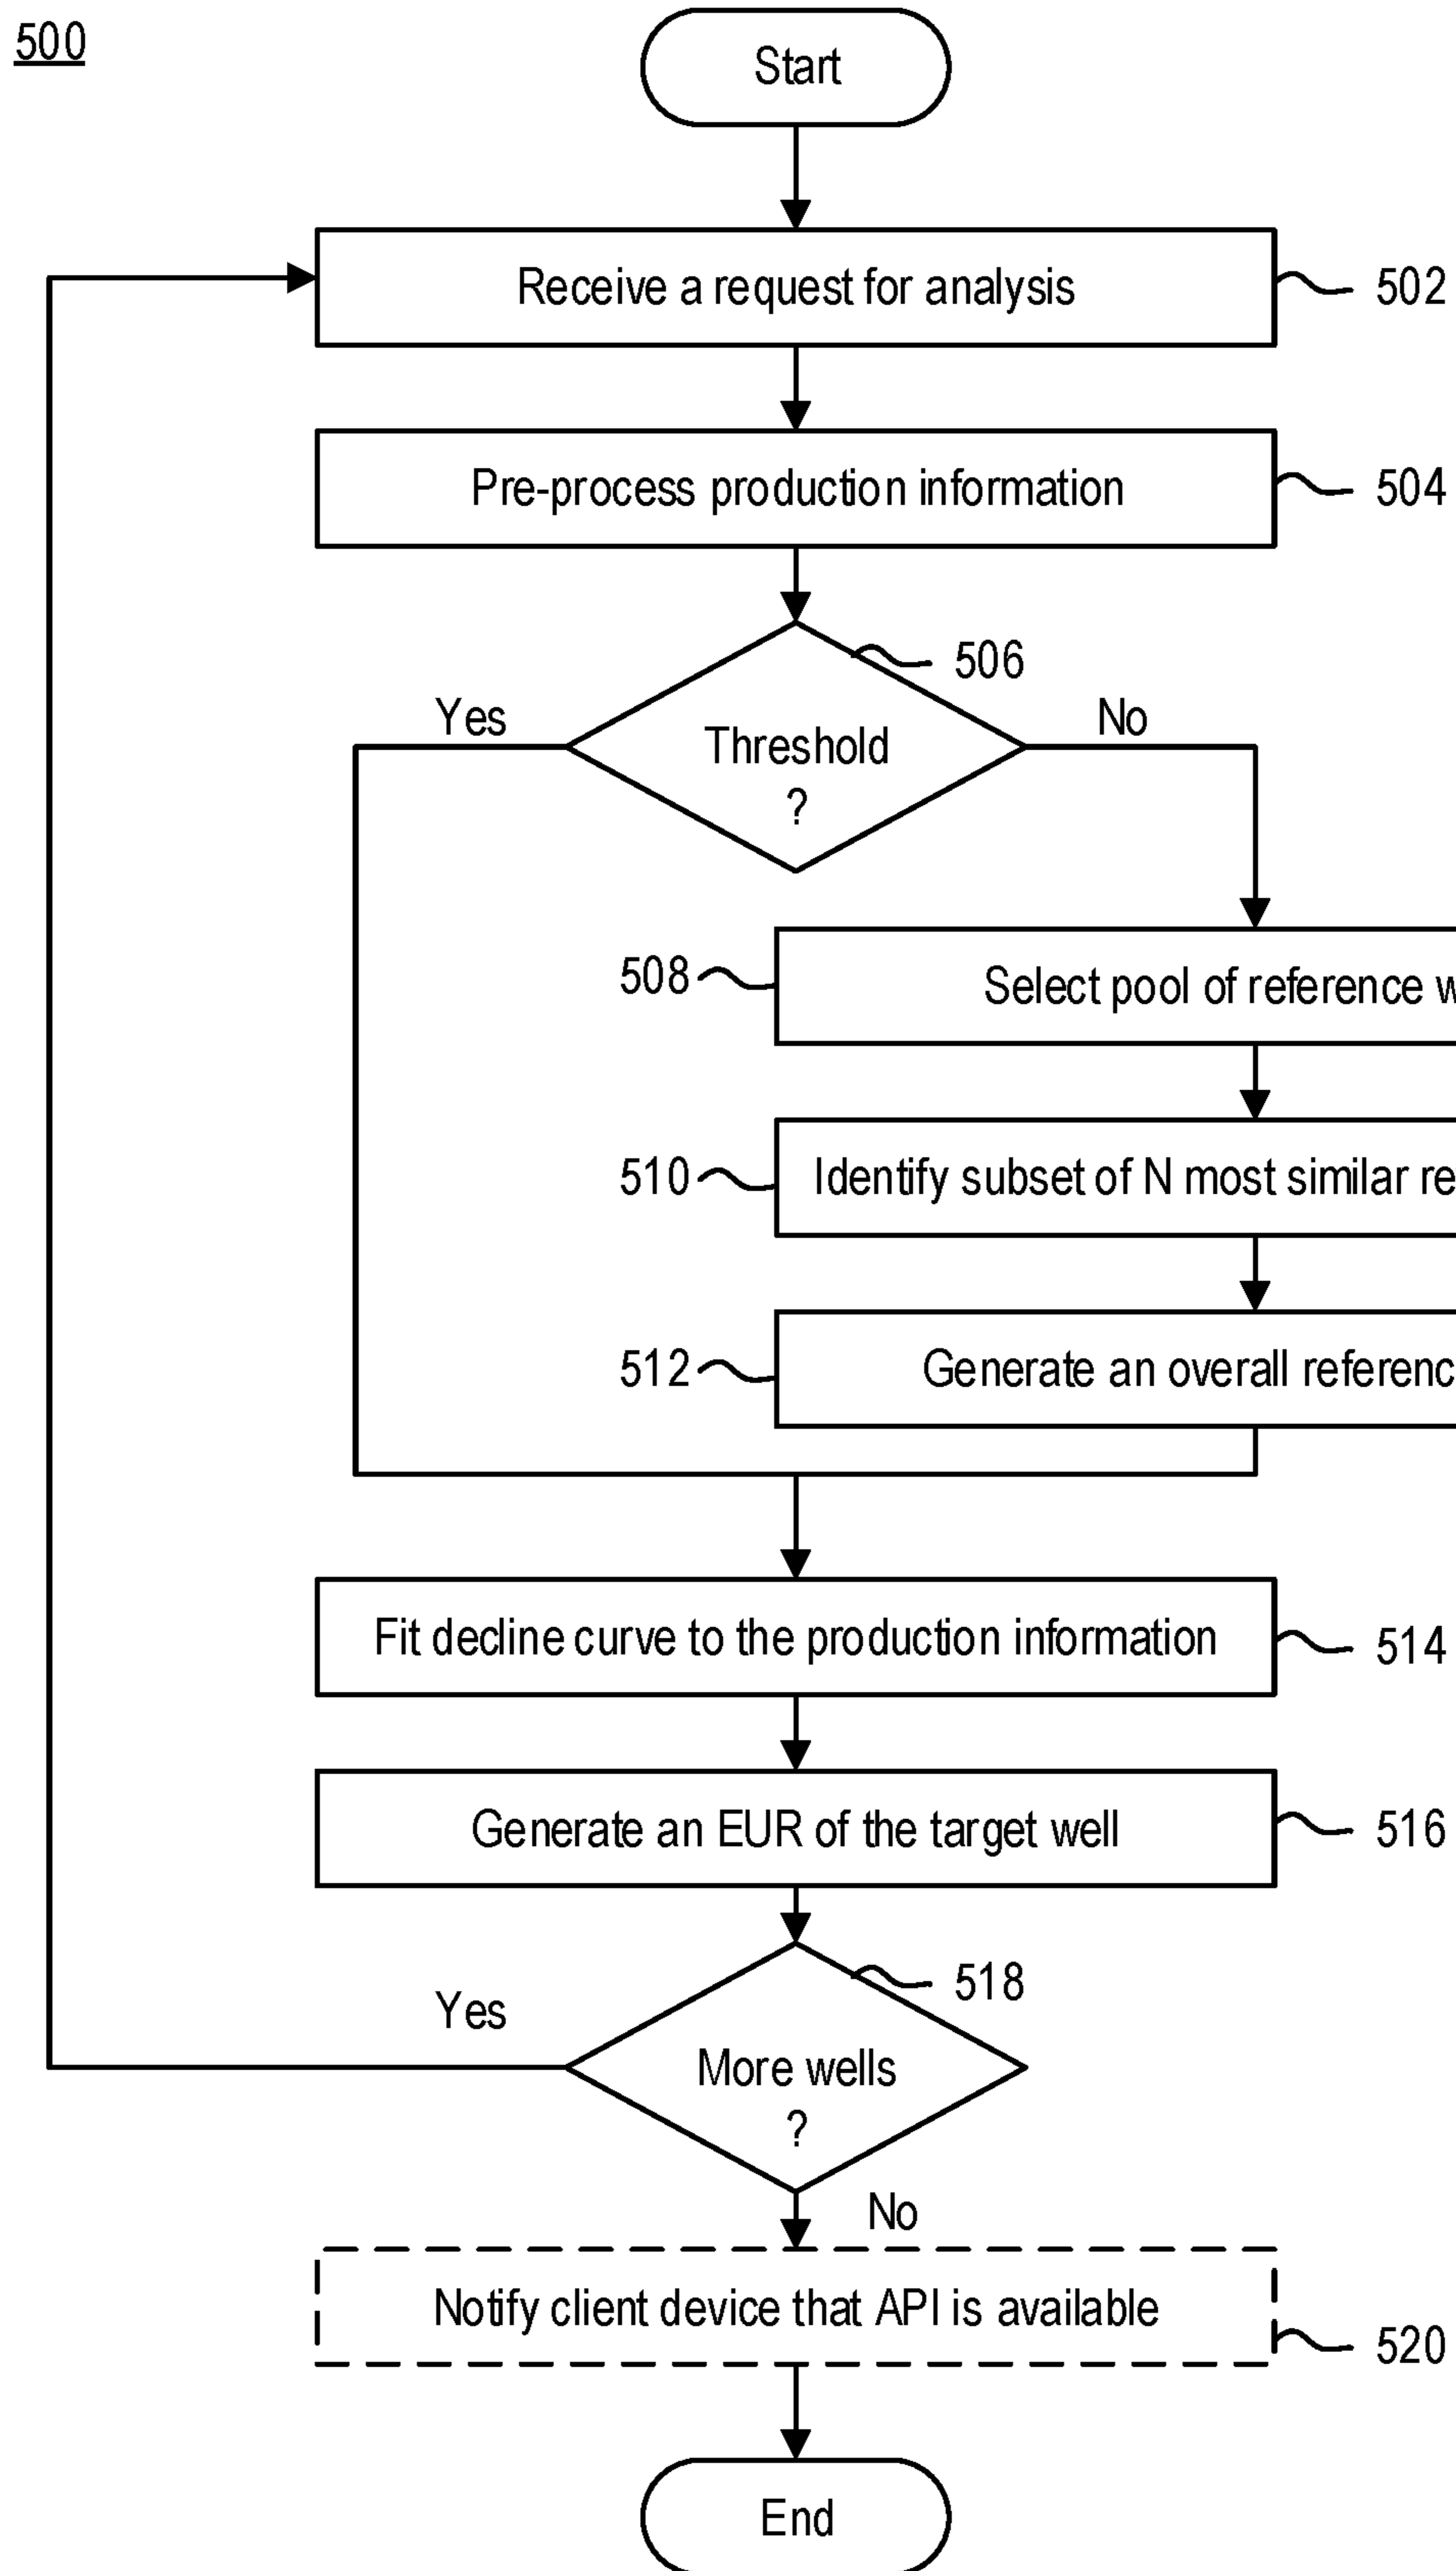 500
Start
Receive a request for analysis
502
Pre-process production information
504
506
Yes
No
Threshold
?
508
Select pool of reference
510
Identify subset of N most similar
512
Generate an overall
Fit decline curve to the production information
514
Generate an EUR of the target well
516
518
Yes
More wells
?
No
Notify client device that API is available
520
End